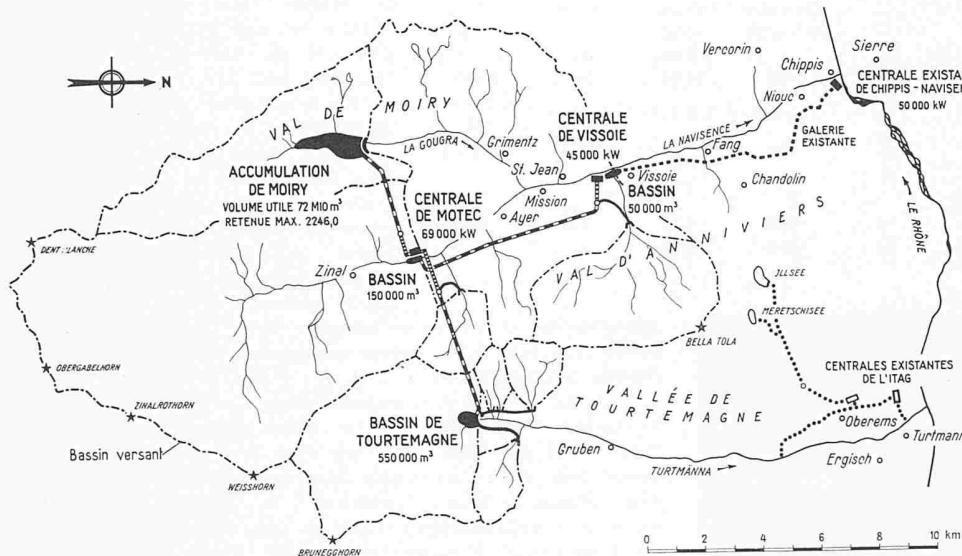 N
VAL DE
MOIRY
LA GOUGRA
Grimentz
St. Jean
Mission
Ayer
Vercorin
Chippis
Sierre
Niouc
CENTRALE EXISTA
DE CHIPPIS - NAVISEN
50 000 kW
GALERIE
EXISTANTE
CENTRALE
DE VISSOIE
45 000 kW
LA NAVISENCE
Fang
Vissoie
BASSIN
50 000 m³
Chandolin
LE RHÔNE
ACCUMULATION
DE MOIRY
VOLUME UTILE 72 MIO m³
RETENUE MAX. 2246,0
CENTRALE
DE MOTEC
69 000 kW
VAL D'ANNIVIERS
DENT BLANCHE
Zinal
BASSIN
150 000 m³
ILLSEE
MERETSCHISEE
BELLA TOLA
OBERGABELHORN
ZINALROTHORN
Bassin versant
WEISSHORN
BRUNEGGHORN
BASSIN DE
TOURTEMAGNE
550 000 m³
VALLÉE DE
TOURTEMAGNE
CENTRALES EXISTANTES
DE L'ITAG
Oberems
Turtmann
Gruben
TURTMÄNNA
Ergisch
0 2 4 6 8 10 km